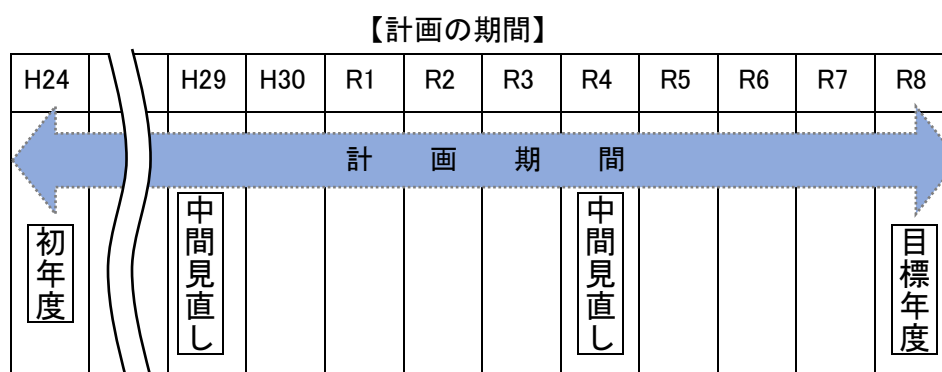 【計画の期間】
H24 H29 H30 R1 R2 R3 R4 R5 R6 R7 R8
計画期間
初年度
中間見直し
中間見直し
目標年度